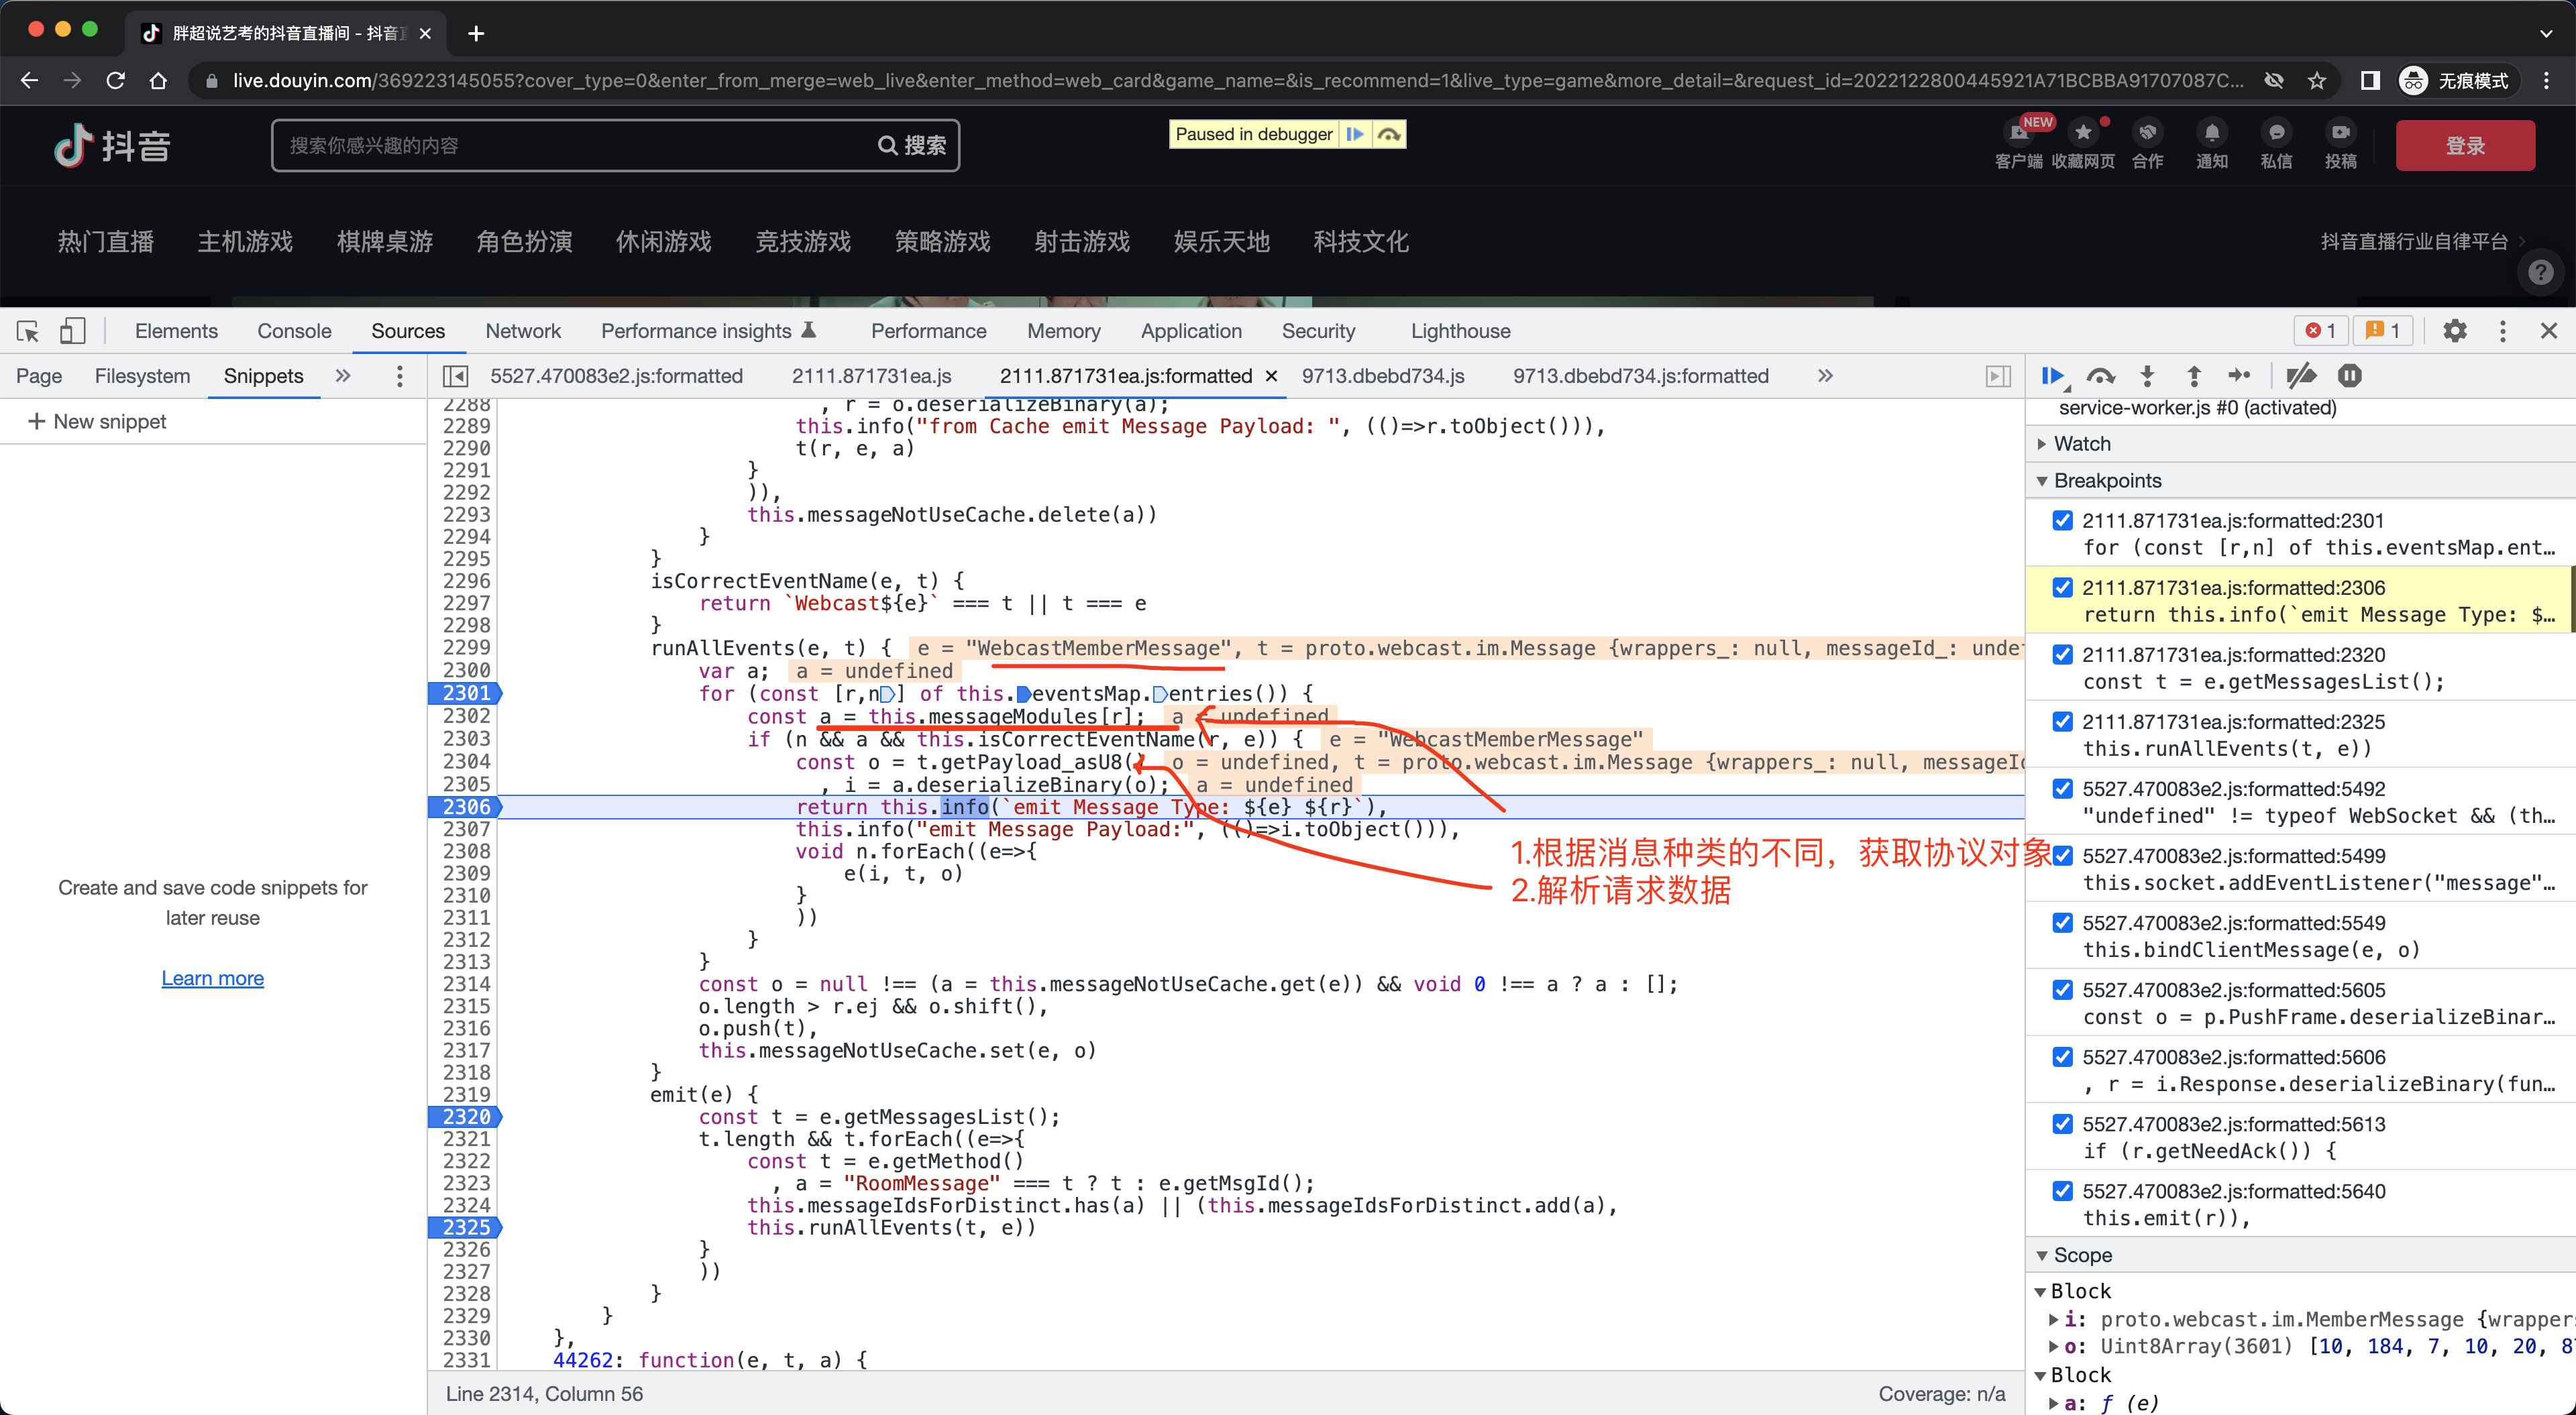 胖超说艺考的抖音直播间 - 抖音直
live.douyin.com/369223145055?cover_type=0&enter_from_merge=web_live&enter_method=web_card&game_name=&is_recommend=1&live_type=game&more_detail=&request_id=2022122800445921A71BCBBA91707087C...
无痕模式
抖音
搜索你感兴趣的内容
搜索
Paused in debugger
NEW
客户端 收藏网页 合作 通知 私信 投稿
登录
热门直播 主机游戏 棋牌桌游 角色扮演 休闲游戏 竞技游戏 策略游戏 射击游戏 娱乐天地 科技文化
抖音直播行业自律平台
Elements Console Sources Network Performance insights Performance Memory Application Security Lighthouse
1 1
Page Filesystem Snippets
5527.470083e2.js:formatted 2111.871731ea.js 2111.871731ea.js:formatted 9713.dbebd734.js 9713.dbebd734.js:formatted
+ New snippet
Create and save code snippets for
later reuse
Learn more
2288 , r = o.deserializeBinary(a);
2289 this.info("from Cache emit Message Payload: ", (()=>r.toObject())),
2290 t(r, e, a)
2291 }
2292 )),
2293 this.messageNotUseCache.delete(a))
2294 }
2295 }
2296 isCorrectEventName(e, t) {
2297 return `Webcast${e}` === t || t === e
2298 }
2299 runAllEvents(e, t) { e = "WebcastMemberMessage", t = proto.webcast.im.Message {wrappers_: null, messageId_: undef
2300 var a; a = undefined
2301 for (const [r,n] of this.eventsMap.entries()) {
2302 const a = this.messageModules[r]; a = undefined
2303 if (n && a && this.isCorrectEventName(r, e)) { e = "WebcastMemberMessage"
2304 const o = t.getPayload_asU8() o = undefined, t = proto.webcast.im.Message {wrappers_: null, messageId
2305 , i = a.deserializeBinary(o); a = undefined
2306 return this.info(`emit Message Type: ${e} ${r}`),
2307 this.info("emit Message Payload:", (()=>i.toObject())),
2308 void n.forEach((e=>{
2309 e(i, t, o)
2310 }
2311 ))
2312 }
2313 }
2314 const o = null !== (a = this.messageNotUseCache.get(e)) && void 0 !== a ? a : [];
2315 o.length > r.ej && o.shift(),
2316 o.push(t),
2317 this.messageNotUseCache.set(e, o)
2318 }
2319 emit(e) {
2320 const t = e.getMessagesList();
2321 t.length && t.forEach((e=>{
2322 const t = e.getMethod()
2323 , a = "RoomMessage" === t ? t : e.getMsgId();
2324 this.messageIdsForDistinct.has(a) || (this.messageIdsForDistinct.add(a),
2325 this.runAllEvents(t, e))
2326 }
2327 ))
2328 }
2329 }
2330 },
2331 44262: function(e, t, a) {
1.根据消息种类的不同，获取协议对象
2.解析请求数据
Line 2314, Column 56
Coverage: n/a
service-worker.js #0 (activated)
Watch
Breakpoints
2111.871731ea.js:formatted:2301
for (const [r,n] of this.eventsMap.ent…
2111.871731ea.js:formatted:2306
return this.info(`emit Message Type: $…
2111.871731ea.js:formatted:2320
const t = e.getMessagesList();
2111.871731ea.js:formatted:2325
this.runAllEvents(t, e))
5527.470083e2.js:formatted:5492
"undefined" != typeof WebSocket && (th…
5527.470083e2.js:formatted:5499
this.socket.addEventListener("message"…
5527.470083e2.js:formatted:5549
this.bindClientMessage(e, o)
5527.470083e2.js:formatted:5605
const o = p.PushFrame.deserializeBinar…
5527.470083e2.js:formatted:5606
, r = i.Response.deserializeBinary(fun…
5527.470083e2.js:formatted:5613
if (r.getNeedAck()) {
5527.470083e2.js:formatted:5640
this.emit(r)),
Scope
Block
i: proto.webcast.im.MemberMessage {wrappers
o: Uint8Array(3601) [10, 184, 7, 10, 20, 8
Block
a: ƒ (e)